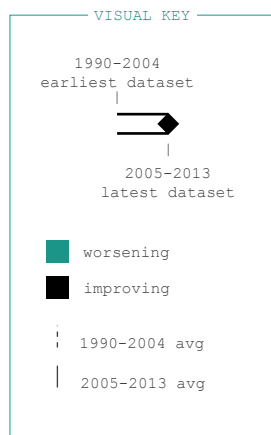 VISUAL KEY
1990-2004
earliest dataset
2005-2013
latest dataset
worsening
improving
1990-2004 avg
2005-2013 avg